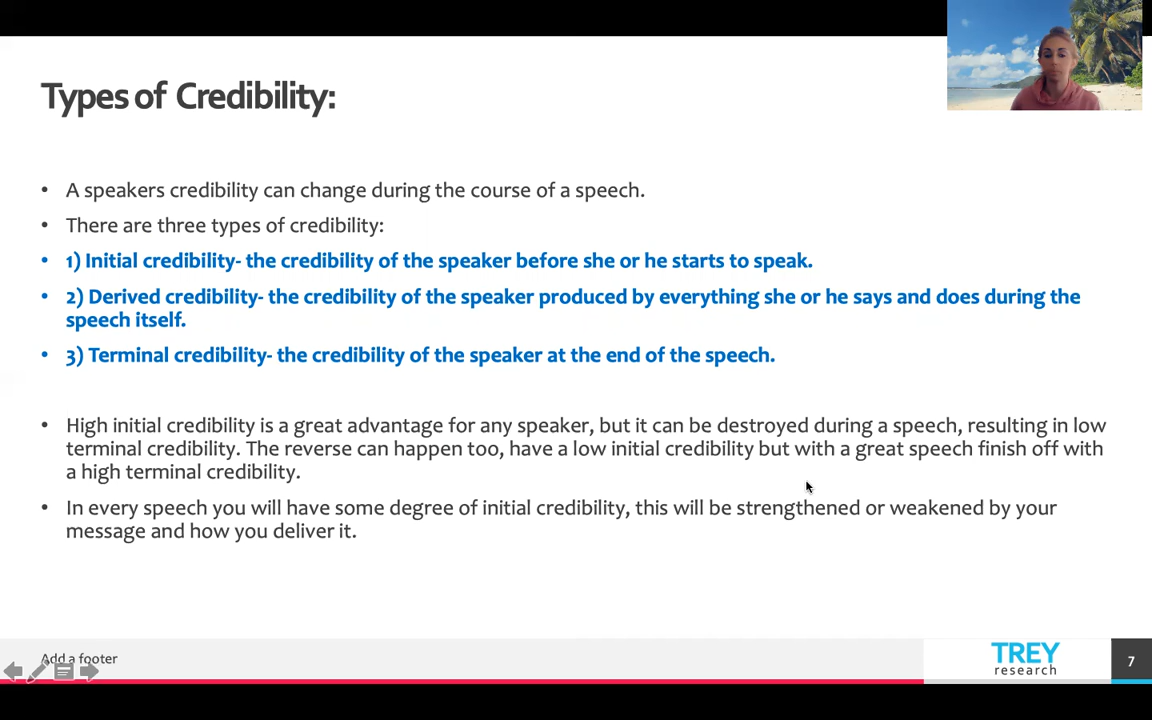 Types of Credibility:
• A speakers credibility can change during the course of a speech.
• There are three types of credibility:
• 1) Initial credibility- the credibility of the speaker before she or he starts to speak.
• 2) Derived credibility- the credibility of the speaker produced by everything she or he says and does during the
speech itself.
• 3) Terminal credibility- the credibility of the speaker at the end of the speech.
• High initial credibility is a great advantage for any speaker, but it can be destroyed during a speech, resulting in low
terminal credibility. The reverse can happen too, have a low initial credibility but with a great speech finish off with
a high terminal credibility.
• In every speech you will have some degree of initial credibility, this will be strengthened or weakened by your
message and how you deliver it.
Add a footer
TREY
research
7